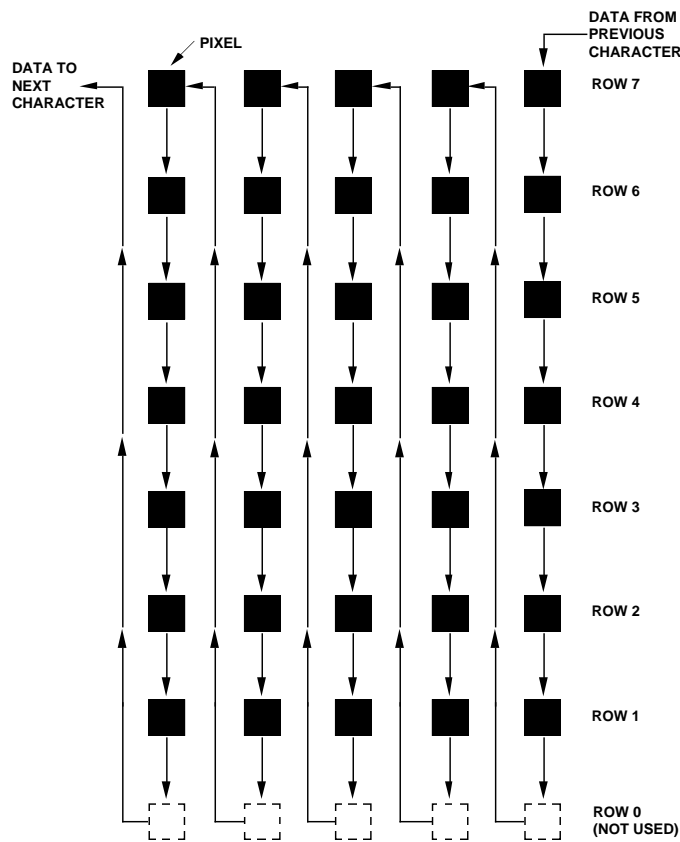 DATA FROM
PREVIOUS
CHARACTER
PIXEL
DATA TO
NEXT
CHARACTER
ROW 7
ROW 6
ROW 5
ROW 4
ROW 3
ROW 2
ROW 1
ROW 0
(NOT USED)